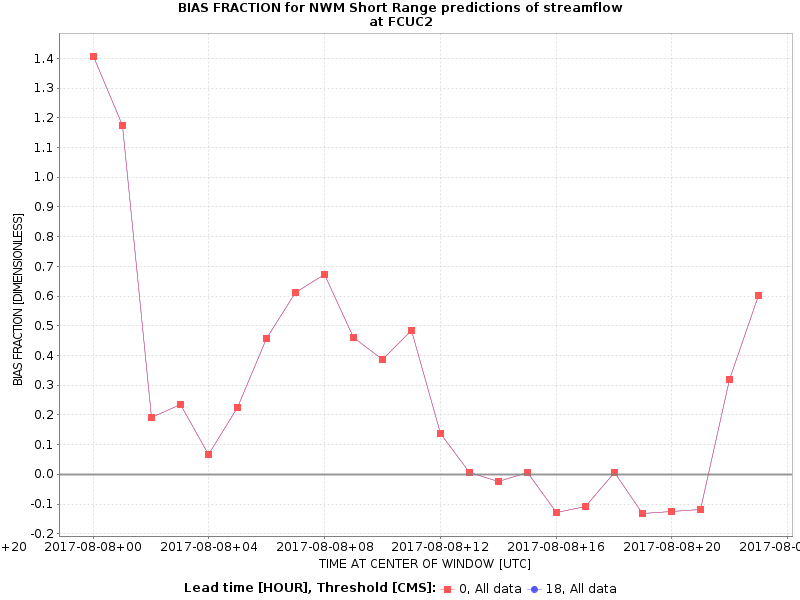 BIAS FRACTION for NWM Short Range predictions of streamflow
at FCUC2
BIAS FRACTION [DIMENSIONLESS]
1.4
1.3
1.2
1.1
1.0
0.9
0.8
0.7
0.6
0.5
0.4
0.3
0.2
0.1
0.0
-0.1
-0.2
+20 2017-08-08+00 2017-08-08+04 2017-08-08+08 2017-08-08+12 2017-08-08+16 2017-08-08+20 2017-08-0
TIME AT CENTER OF WINDOW [UTC]
Lead time [HOUR], Threshold [CMS]: 0, All data 18, All data